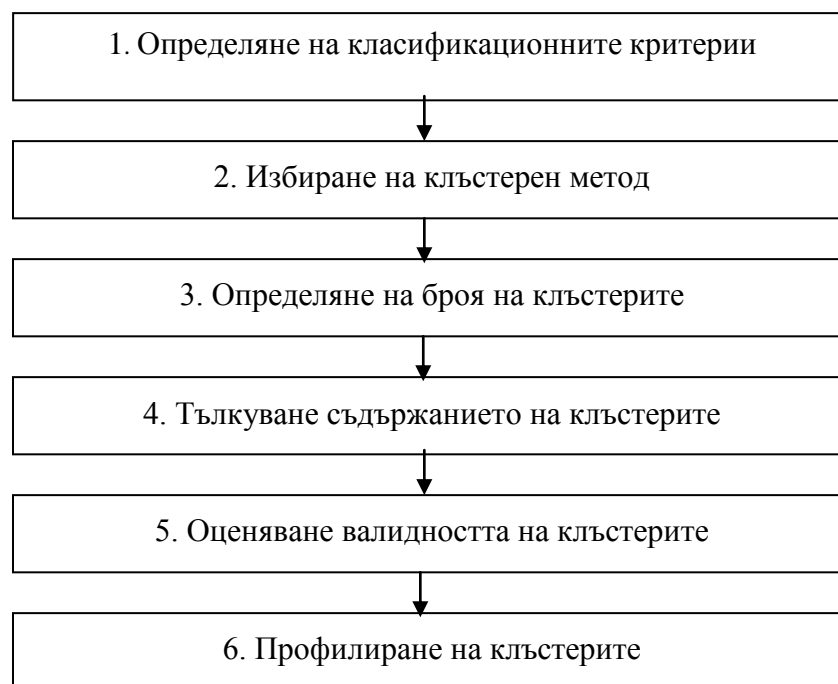 1. Определяне на класификационните критерии
2. Избиране на клъстерен метод
3. Определяне на броя на клъстерите
4. Тълкуване съдържанието на клъстерите
5. Оценяване валидността на клъстерите
6. Профилиране на клъстерите